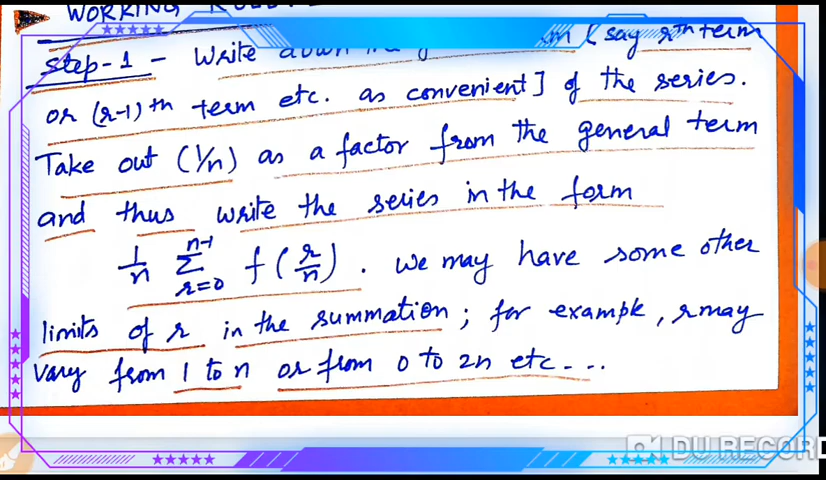 WORKING
Step-1 - Write down [say rth term
or (r-1)th term etc. as convenient] of the series.
Take out (1/n) as a factor from the general term
and thus write the series in the form
1/n Σ_{r=0}^{n-1} f(r/n). We may have some other
limits of r in the summation; for example, r may
vary from 1 to n or from 0 to 2n etc....
DU RECORD